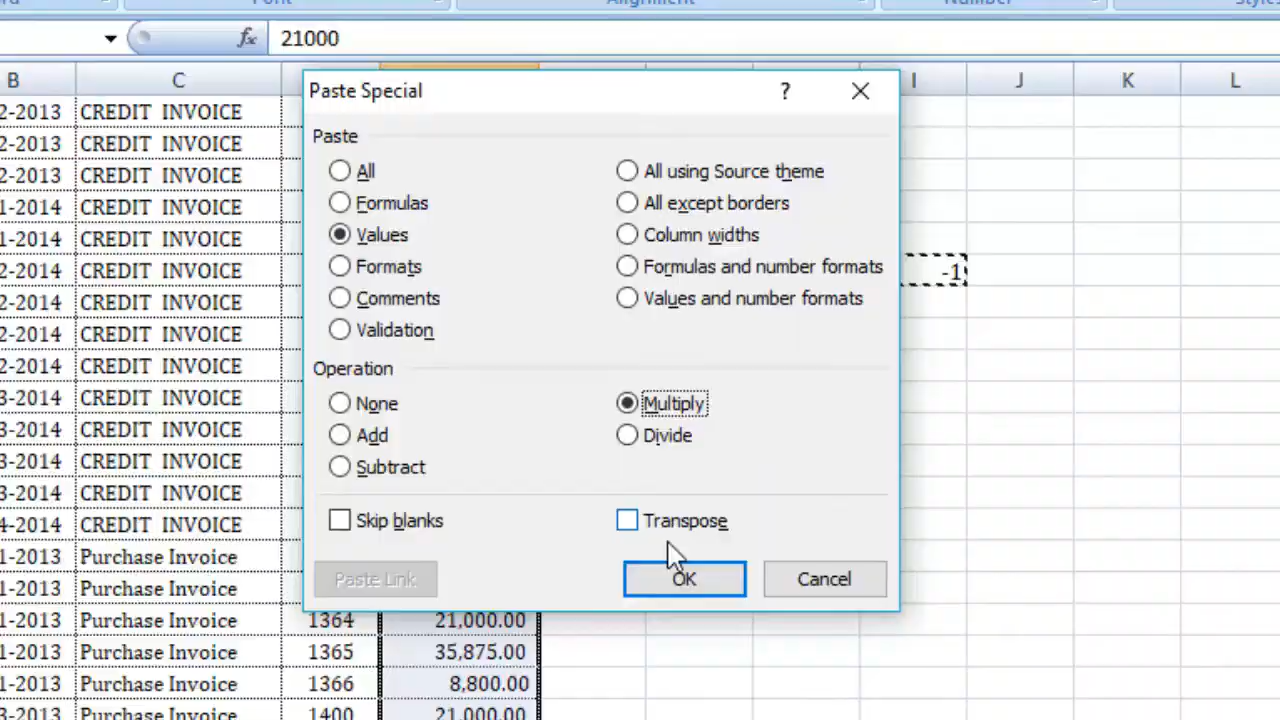 Font Alignment Number
21000
B C I J K L
2-2013 CREDIT INVOICE
2-2013 CREDIT INVOICE
2-2013 CREDIT INVOICE
1-2014 CREDIT INVOICE
1-2014 CREDIT INVOICE
2-2014 CREDIT INVOICE -1
2-2014 CREDIT INVOICE
2-2014 CREDIT INVOICE
2-2014 CREDIT INVOICE
3-2014 CREDIT INVOICE
3-2014 CREDIT INVOICE
3-2014 CREDIT INVOICE
3-2014 CREDIT INVOICE
4-2014 CREDIT INVOICE
1-2013 Purchase Invoice
1-2013 Purchase Invoice
1-2013 Purchase Invoice 1364 21,000.00
1-2013 Purchase Invoice 1365 35,875.00
1-2013 Purchase Invoice 1366 8,800.00
3-2013 Purchase Invoice 1400 21,000.00
Paste Special ?
Paste
All All using Source theme
Formulas All except borders
Values Column widths
Formats Formulas and number formats
Comments Values and number formats
Validation
Operation
None Multiply
Add Divide
Subtract
Skip blanks Transpose
Paste Link OK Cancel